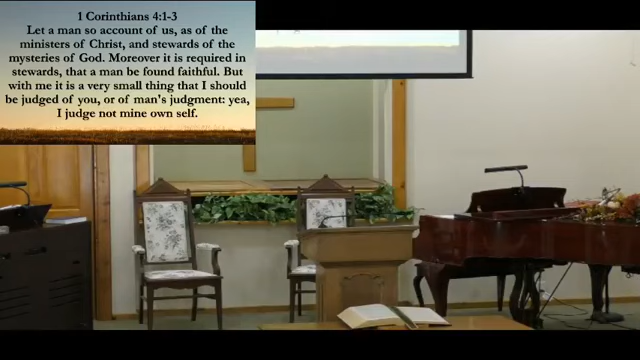 1 Corinthians 4:1-3
Let a man so account of us, as of the
ministers of Christ, and stewards of the
mysteries of God. Moreover it is required in
stewards, that a man be found faithful. But
with me it is a very small thing that I should
be judged of you, or of man's judgment: yea,
I judge not mine own self.